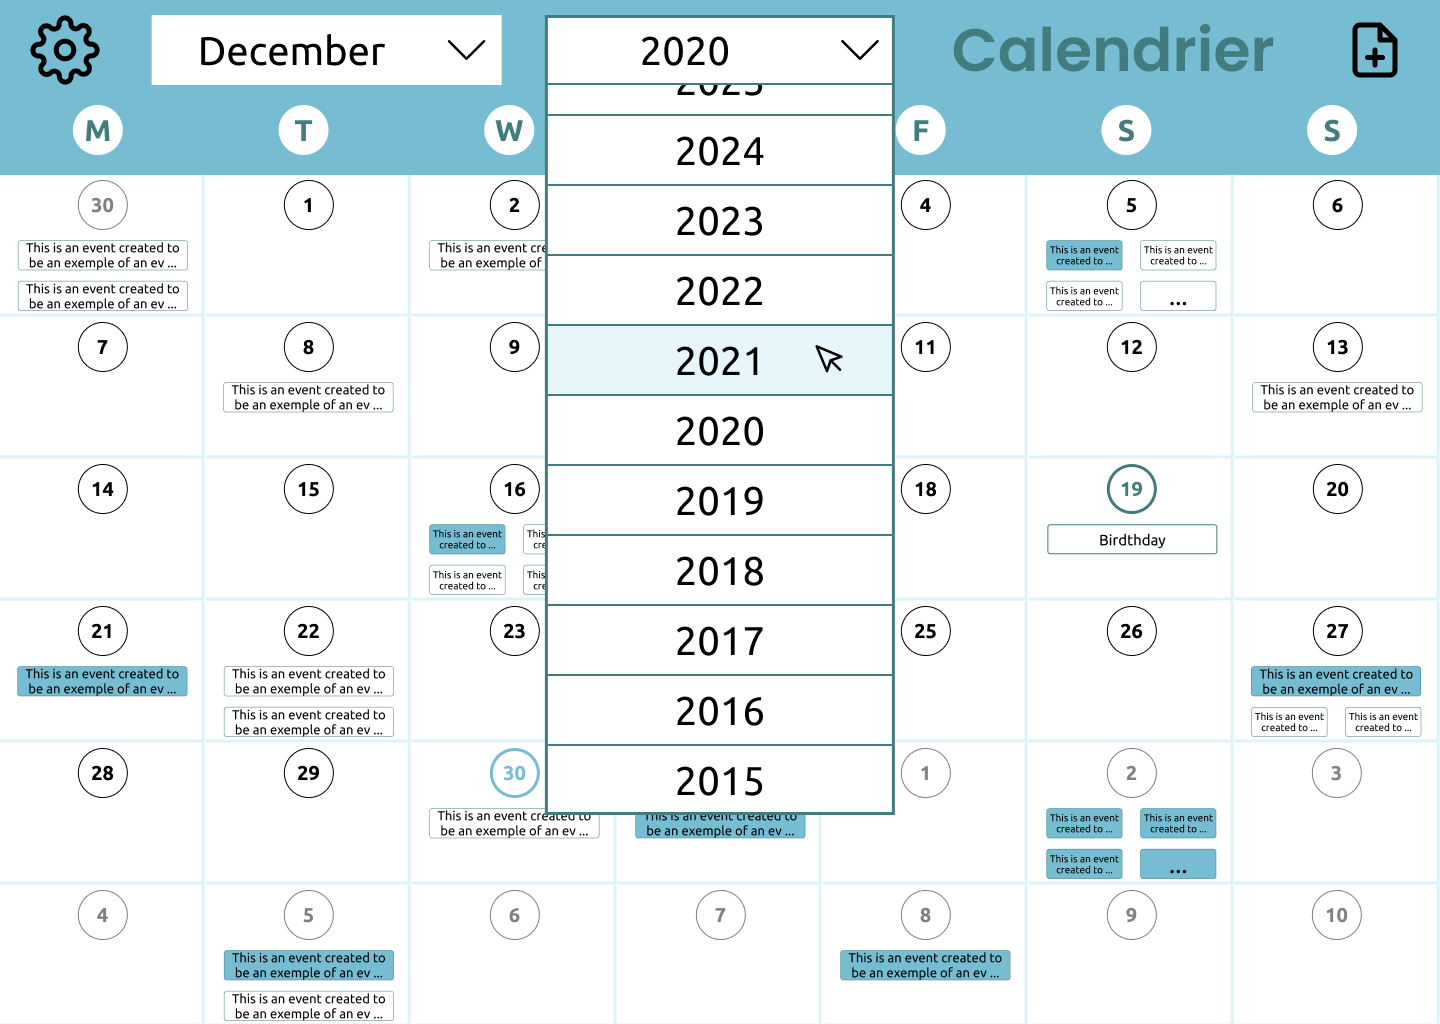 December
2020
Calendrier
M
T
W
F
S
S
2025
2024
2023
2022
2021
2020
2019
2018
2017
2016
2015
30
This is an event created to
be an exemple of an ev ...
This is an event created to
be an exemple of an ev ...
1
2
This is an event cre
be an exemple of
4
5
This is an event
created to ...
This is an event
created to ...
This is an event
created to ...
...
6
7
8
This is an event created to
be an exemple of an ev ...
9
11
12
13
This is an event created to
be an exemple of an ev ...
14
15
16
This is an event
created to ...
This
cre
This is an event
created to ...
This
cre
18
19
Birdthday
20
21
This is an event created to
be an exemple of an ev ...
22
This is an event created to
be an exemple of an ev ...
This is an event created to
be an exemple of an ev ...
23
25
26
27
This is an event created to
be an exemple of an ev ...
This is an event
created to ...
This is an event
created to ...
28
29
30
This is an event created to
be an exemple of an ev ...
This is an event created to
be an exemple of an ev ...
1
2
This is an event
created to ...
This is an event
created to ...
This is an event
created to ...
...
3
4
5
This is an event created to
be an exemple of an ev ...
This is an event created to
be an exemple of an ev ...
6
7
8
This is an event created to
be an exemple of an ev ...
9
10